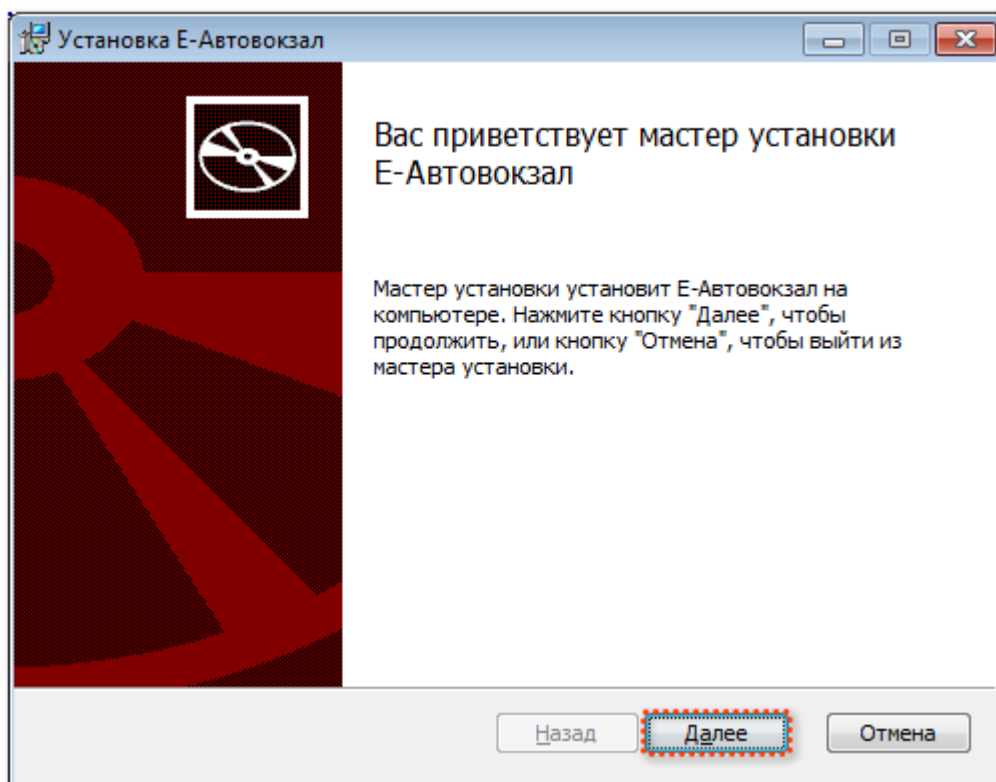 Установка Е-Автовокзал
Вас приветствует мастер установки
Е-Автовокзал
Мастер установки установит Е-Автовокзал на
компьютере. Нажмите кнопку "Далее", чтобы
продолжить, или кнопку "Отмена", чтобы выйти из
мастера установки.
Назад
Далее
Отмена